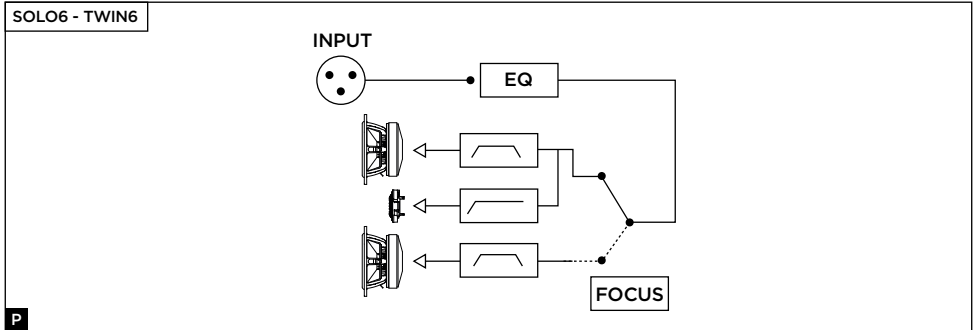 SOLO6 - TWIN6
INPUT
EQ
FOCUS
P